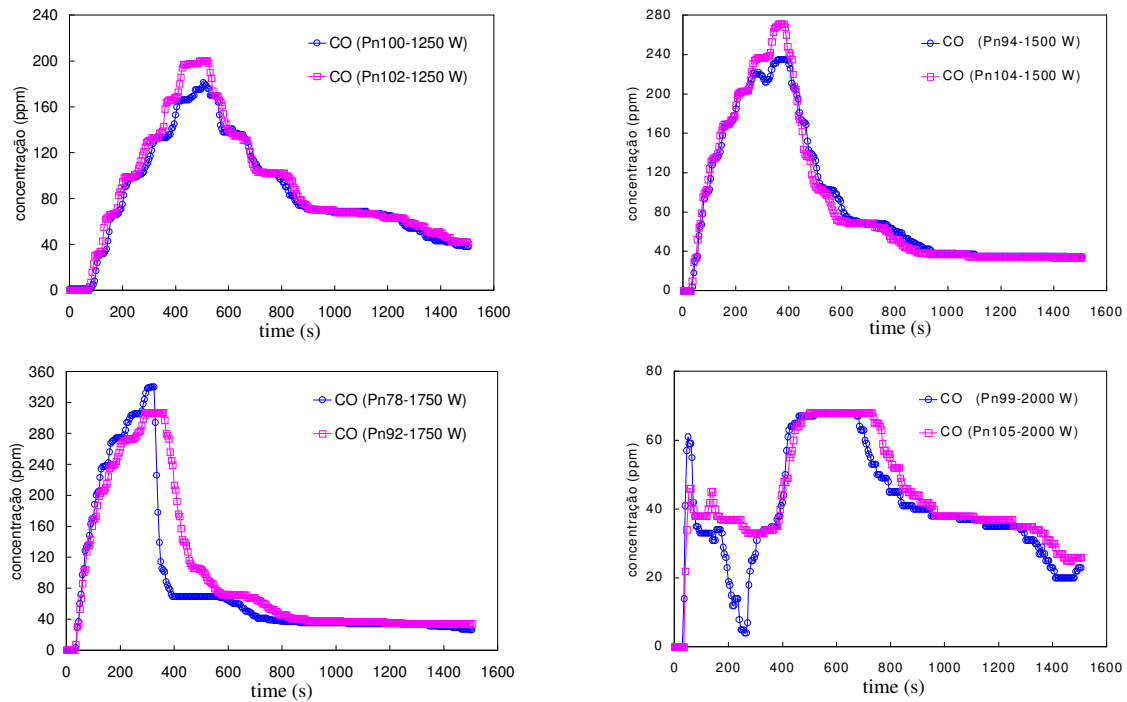 240
200
160
120
80
40
0
concentração (ppm)
CO (Pn100-1250 W)
CO (Pn102-1250 W)
0 200 400 600 800 1000 1200 1400 1600
time (s)
280
240
200
160
120
80
40
0
concentração (ppm)
CO (Pn94-1500 W)
CO (Pn104-1500 W)
0 200 400 600 800 1000 1200 1400 1600
time (s)
360
320
280
240
200
160
120
80
40
0
concentração (ppm)
CO (Pn78-1750 W)
CO (Pn92-1750 W)
0 200 400 600 800 1000 1200 1400 1600
time (s)
80
60
40
20
0
concentração (ppm)
CO (Pn99-2000 W)
CO (Pn105-2000 W)
0 200 400 600 800 1000 1200 1400 1600
time (s)